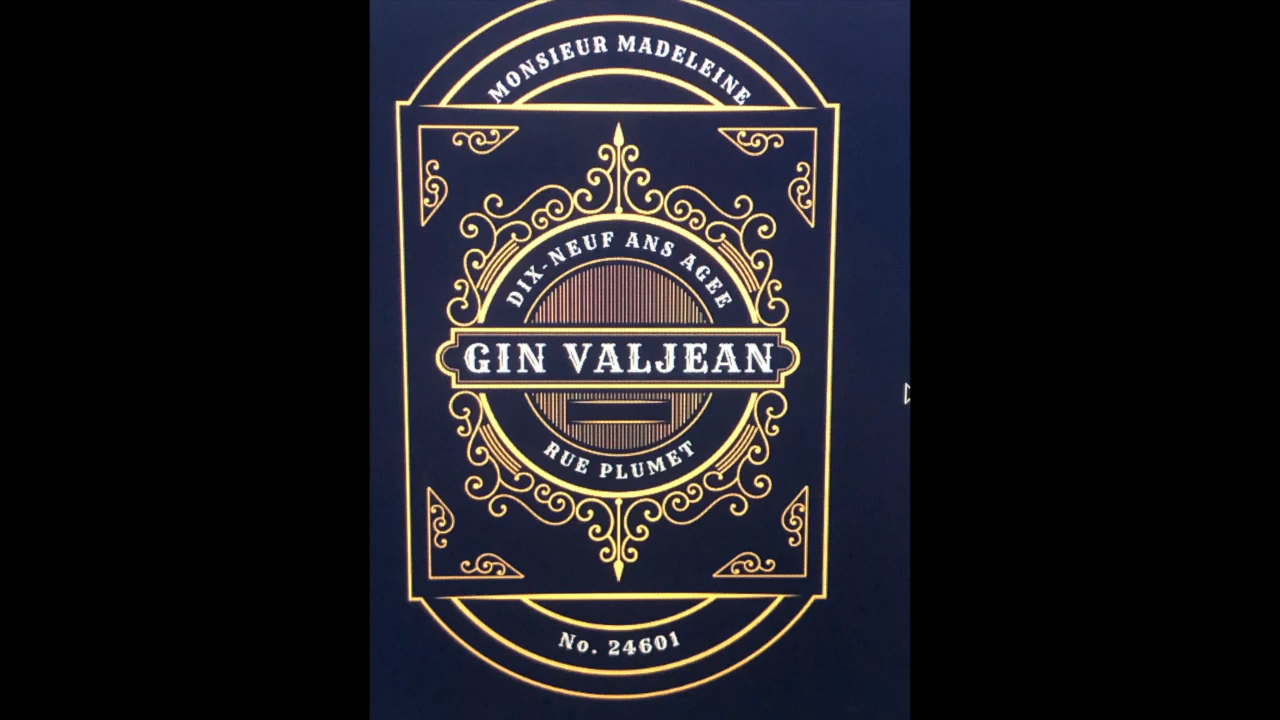 MONSIEUR MADELEINE
DIX-NEUF ANS AGEE
GIN VALJEAN
RUE PLUMET
No. 24601